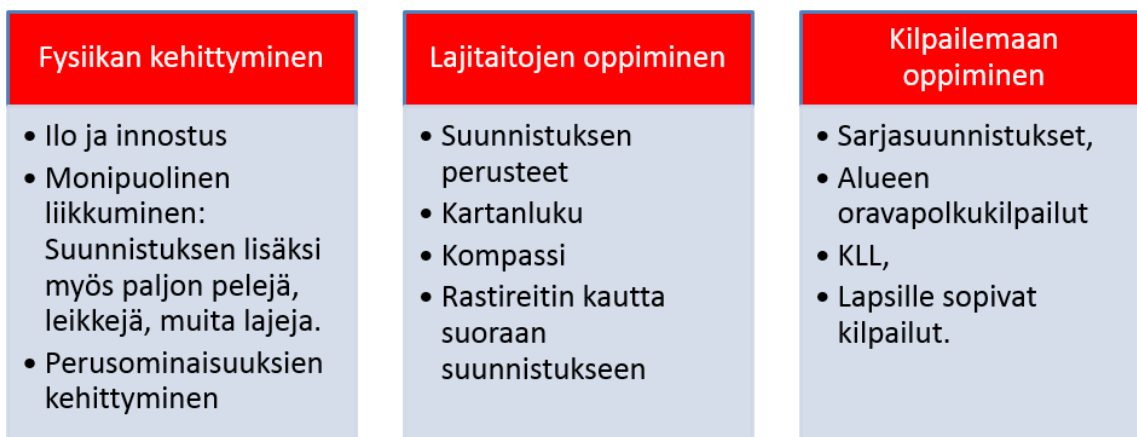 Fysiikan kehittyminen
• Ilo ja innostus
• Monipuolinen
liikkuminen:
Suunnistuksen lisäksi
myös paljon pelejä,
leikkejä, muita lajeja.
• Perusominaisuuksien
kehittyminen
Lajitaitojen oppiminen
• Suunnistuksen
perusteet
• Kartanluku
• Kompassi
• Rastireitin kautta
suoraan
suunnistukseen
Kilpailemaan
oppiminen
• Sarjasuunnistukset,
• Alueen
oravapolkukilpailut
• KLL,
• Lapsille sopivat
kilpailut.